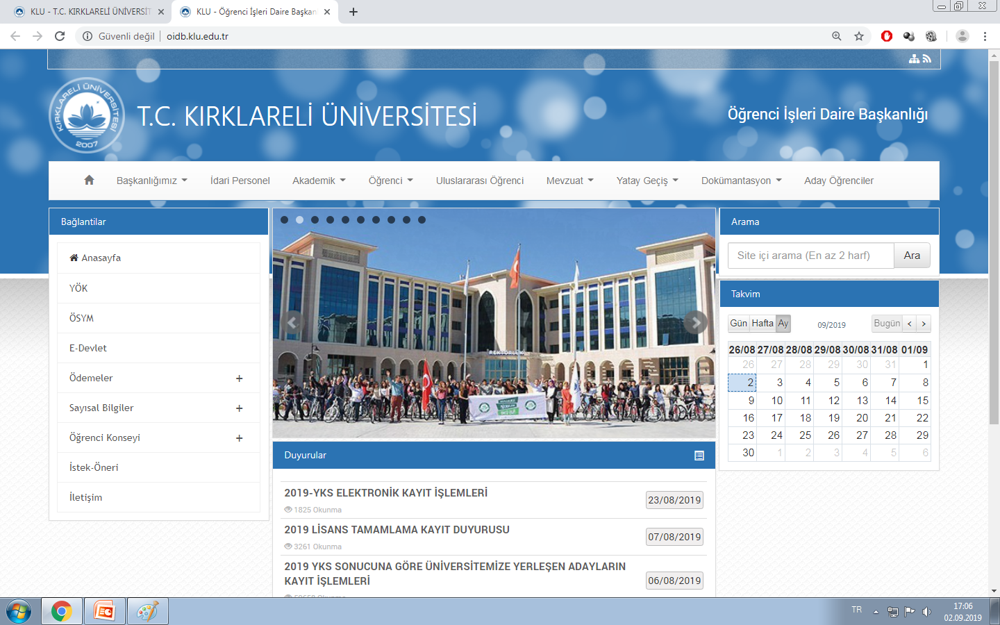 KLU - T.C. KIRKLARELİ ÜNİVERSİT
KLU - Öğrenci İşleri Daire Başkan
Güvenli değil
oidb.klu.edu.tr
KIRKLARELİ ÜNİVERSİTESİ
2007
T.C. KIRKLARELİ ÜNİVERSİTESİ
Öğrenci İşleri Daire Başkanlığı
Başkanlığımız
İdari Personel
Akademik
Öğrenci
Uluslararası Öğrenci
Mevzuat
Yatay Geçiş
Dokümantasyon
Aday Öğrenciler
Bağlantilar
Anasayfa
YÖK
ÖSYM
E-Devlet
Ödemeler +
Sayısal Bilgiler +
Öğrenci Konseyi +
İstek-Öneri
İletişim
REKTÖRLÜK
Duyurular
2019-YKS ELEKTRONİK KAYIT İŞLEMLERİ
1825 Okunma
23/08/2019
2019 LİSANS TAMAMLAMA KAYIT DUYURUSU
3261 Okunma
07/08/2019
2019 YKS SONUCUNA GÖRE ÜNİVERSİTEMİZE YERLEŞEN ADAYLARIN
KAYIT İŞLEMLERİ
06/08/2019
Arama
Site içi arama (En az 2 harf)
Ara
Takvim
Gün Hafta Ay
09/2019
Bugün < >
26/08 27/08 28/08 29/08 30/08 31/08 01/09
26 27 28 29 30 31 1
2 3 4 5 6 7 8
9 10 11 12 13 14 15
16 17 18 19 20 21 22
23 24 25 26 27 28 29
30 1 2 3 4 5 6
TR
17:06
02.09.2019